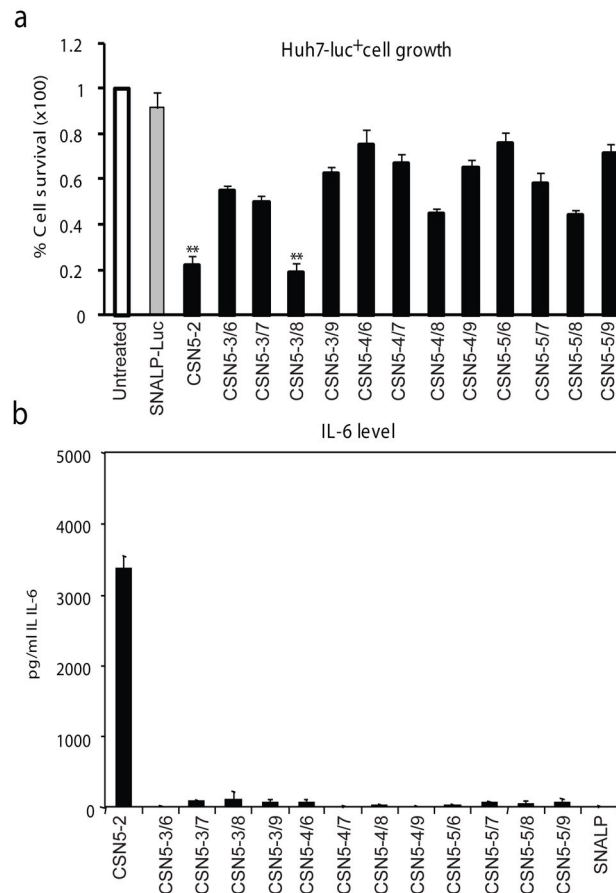 a
Huh7-luc+cell growth
% Cell survival (x100)
1.2
1
0.8
0.6
0.4
0.2
0
**
**
Untreated
SNALP-Luc
CSN5-2
CSN5-3/6
CSN5-3/7
CSN5-3/8
CSN5-3/9
CSN5-4/6
CSN5-4/7
CSN5-4/8
CSN5-4/9
CSN5-5/6
CSN5-5/7
CSN5-5/8
CSN5-5/9
b
IL-6 level
pg/ml IL IL-6
5000
4000
3000
2000
1000
0
CSN5-2
CSN5-3/6
CSN5-3/7
CSN5-3/8
CSN5-3/9
CSN5-4/6
CSN5-4/7
CSN5-4/8
CSN5-4/9
CSN5-5/6
CSN5-5/7
CSN5-5/8
CSN5-5/9
SNALP